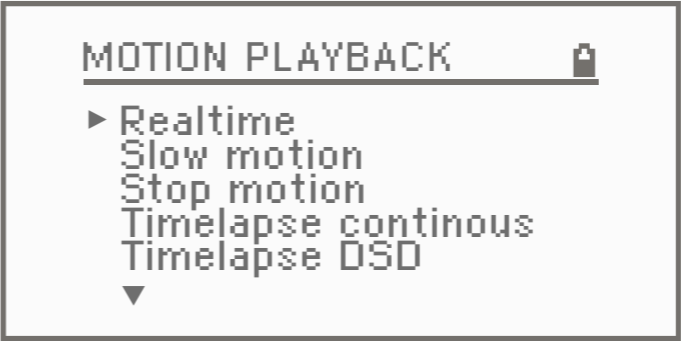 MOTION PLAYBACK
Realtime
Slow motion
Stop motion
Timelapse continous
Timelapse DSD